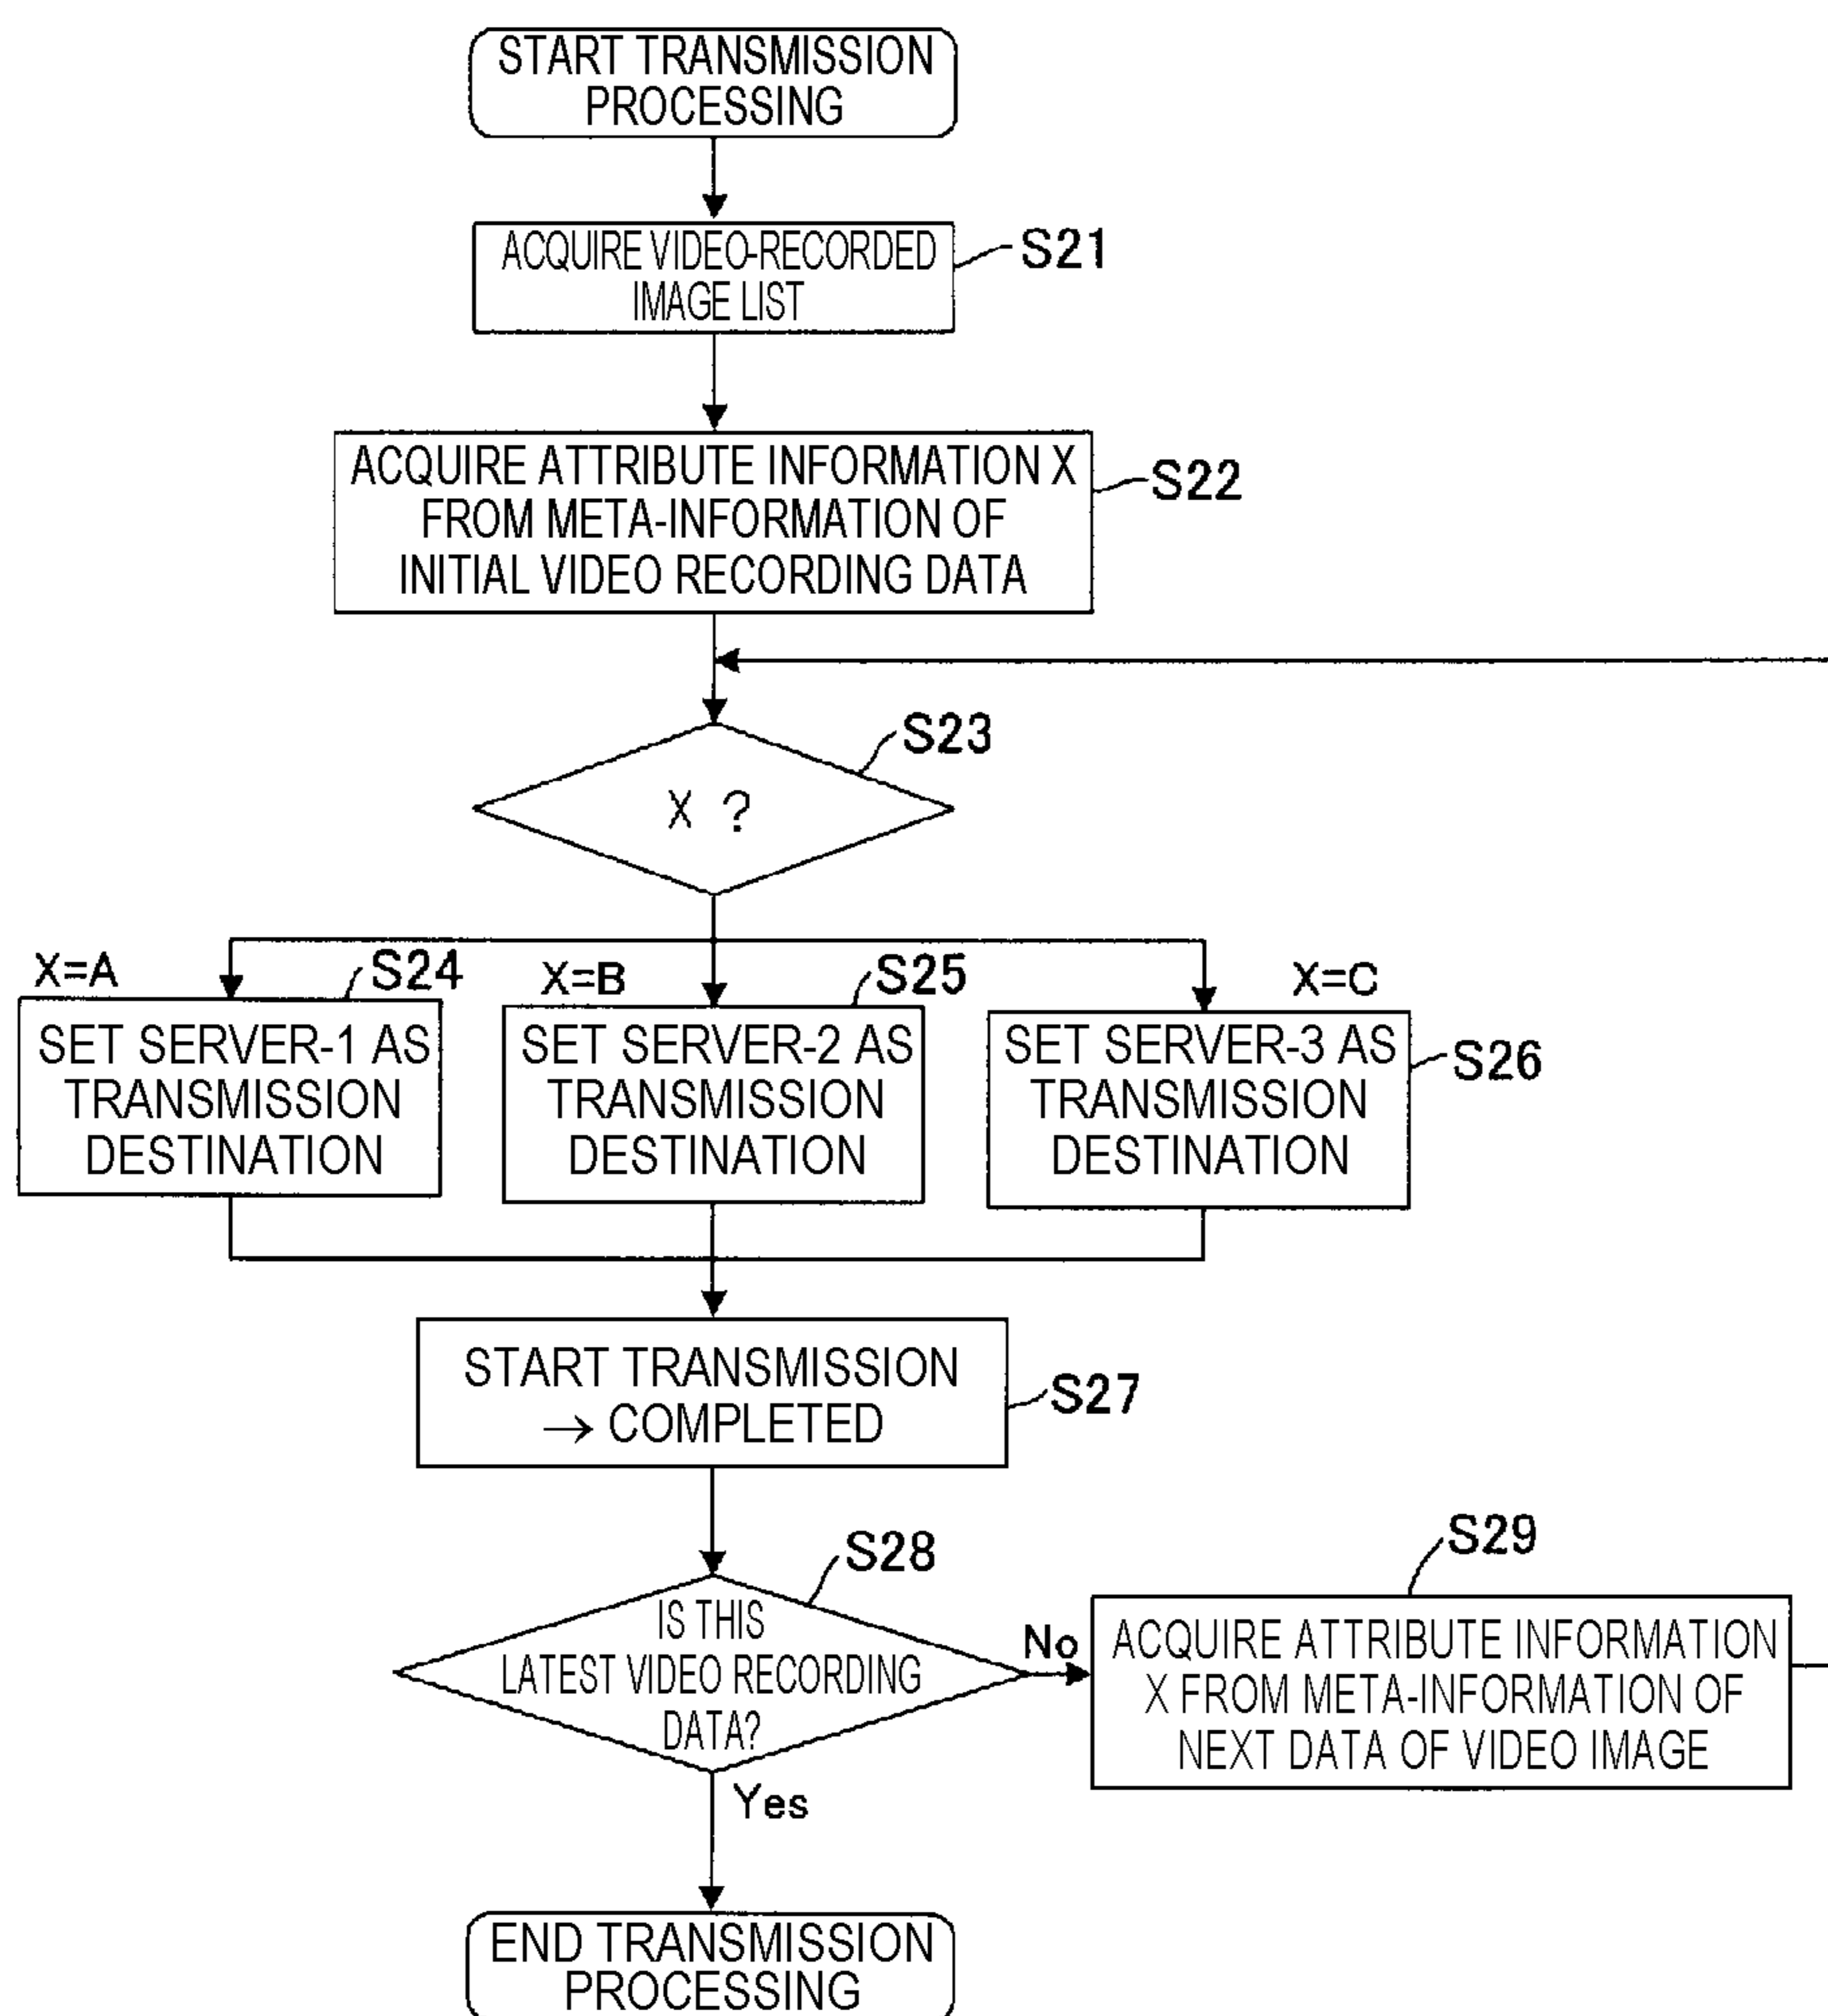 START TRANSMISSION
PROCESSING
ACQUIRE VIDEO-RECORDED
IMAGE LIST
S21
ACQUIRE ATTRIBUTE INFORMATION X
FROM META-INFORMATION OF
INITIAL VIDEO RECORDING DATA
S22
S23
X ?
X=A
S24
X=B
S25
X=C
SET SERVER-1 AS
TRANSMISSION
DESTINATION
SET SERVER-2 AS
TRANSMISSION
DESTINATION
SET SERVER-3 AS
TRANSMISSION
DESTINATION
S26
START TRANSMISSION
→ COMPLETED
S27
S28
IS THIS
LATEST VIDEO RECORDING
DATA?
No
S29
ACQUIRE ATTRIBUTE INFORMATION
X FROM META-INFORMATION OF
NEXT DATA OF VIDEO IMAGE
Yes
END TRANSMISSION
PROCESSING